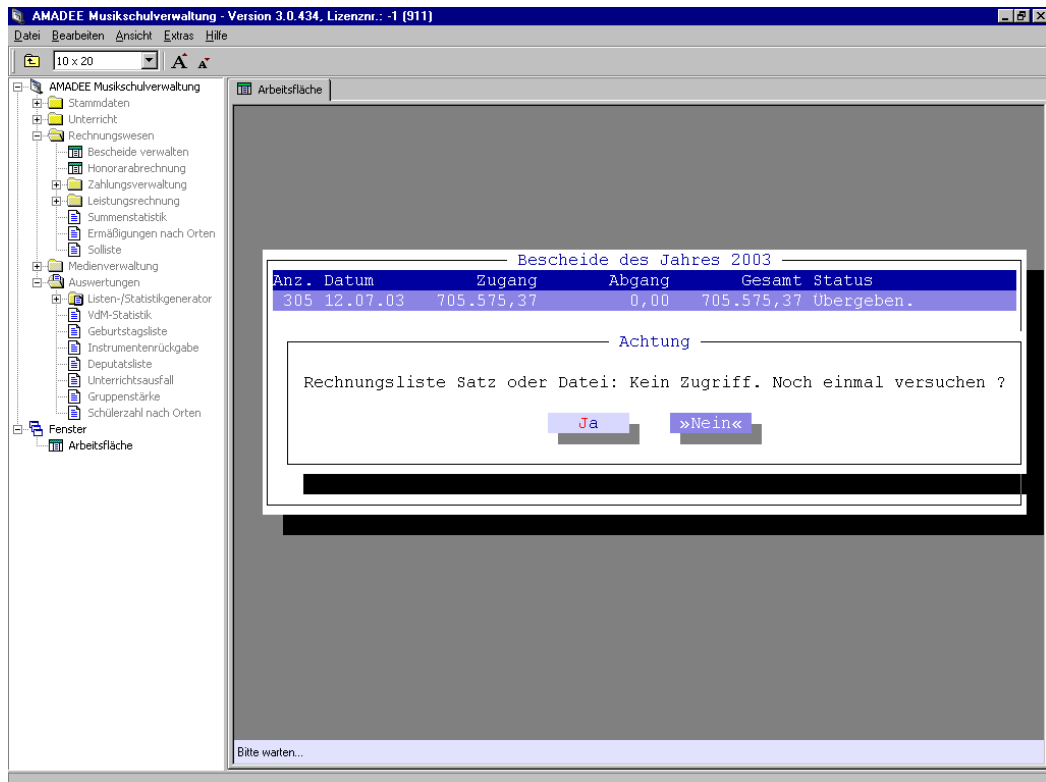 AMADEE Musikschulverwaltung - Version 3.0.434, Lizenznr.: -1 (911)
Datei Bearbeiten Ansicht Extras Hilfe
10 x 20 A A
AMADEE Musikschulverwaltung
Stammdaten
Unterricht
Rechnungswesen
Bescheide verwalten
Honorarabrechnung
Zahlungsverwaltung
Leistungsrechnung
Summenstatistik
Ermäßigungen nach Orten
Solliste
Medienverwaltung
Auswertungen
Listen-/Statistikgenerator
VdM-Statistik
Geburtstagsliste
Instrumentenrückgabe
Deputatsliste
Unterrichtsausfall
Gruppenstärke
Schülerzahl nach Orten
Fenster
Arbeitsfläche
Arbeitsfläche
Bescheide des Jahres 2003
Anz. Datum Zugang Abgang Gesamt Status
305 12.07.03 705.575,37 0,00 705.575,37 Übergeben.
Achtung
Rechnungsliste Satz oder Datei: Kein Zugriff. Noch einmal versuchen ?
Ja »Nein«
Bitte warten...